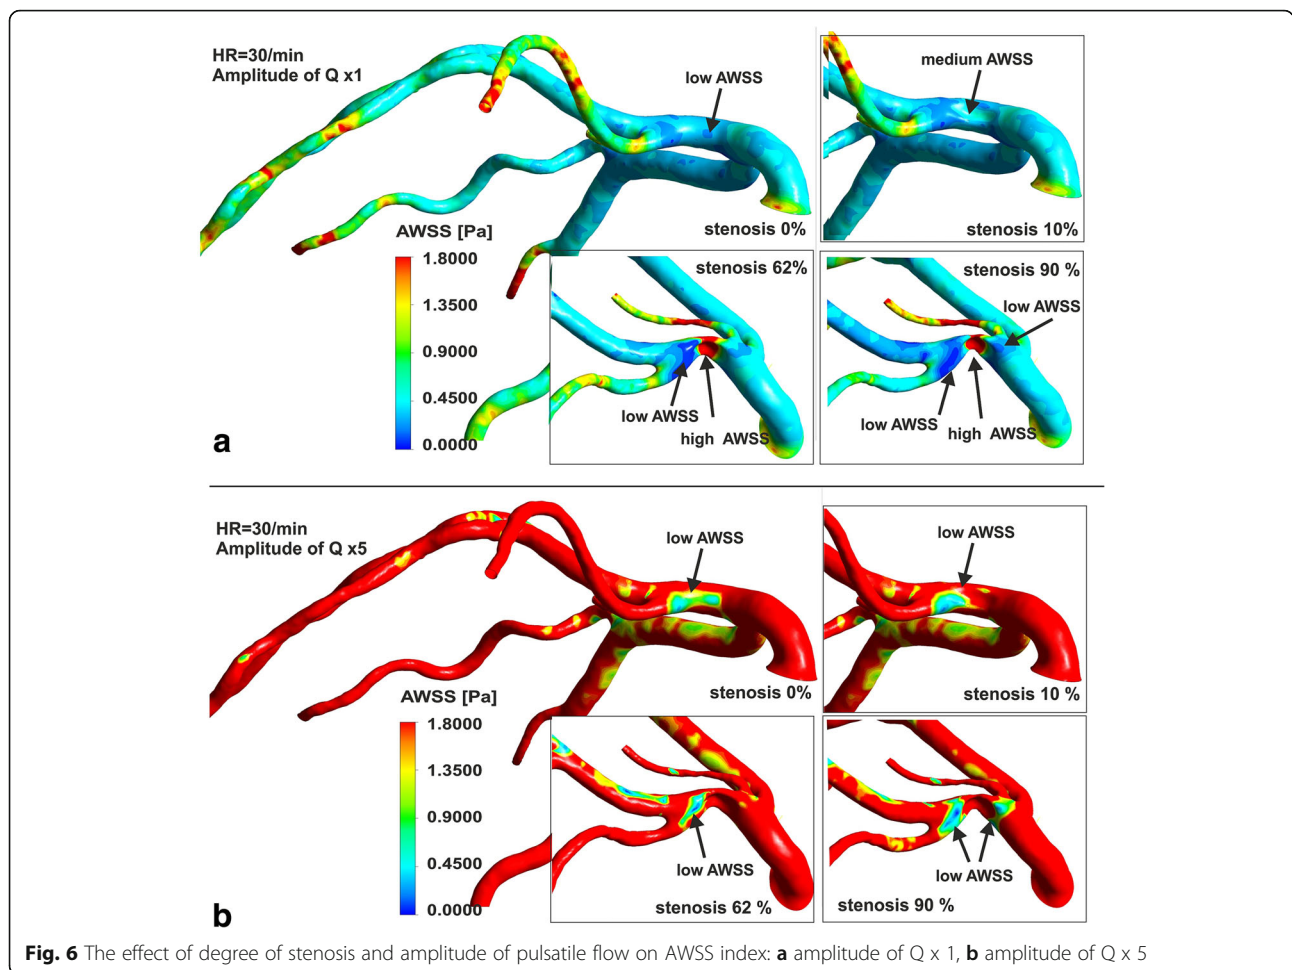 HR=30/min
Amplitude of Q x1
low AWSS
medium AWSS
stenosis 0%
stenosis 10%
AWSS [Pa]
1.8000
1.3500
0.9000
0.4500
0.0000
stenosis 62%
low AWSS
high AWSS
stenosis 90 %
low AWSS
low AWSS
high AWSS
a
HR=30/min
Amplitude of Q x5
low AWSS
low AWSS
stenosis 0%
stenosis 10 %
AWSS [Pa]
1.8000
1.3500
0.9000
0.4500
0.0000
low AWSS
stenosis 62 %
low AWSS
stenosis 90 %
b
Fig. 6 The effect of degree of stenosis and amplitude of pulsatile flow on AWSS index: a amplitude of Q x 1, b amplitude of Q x 5